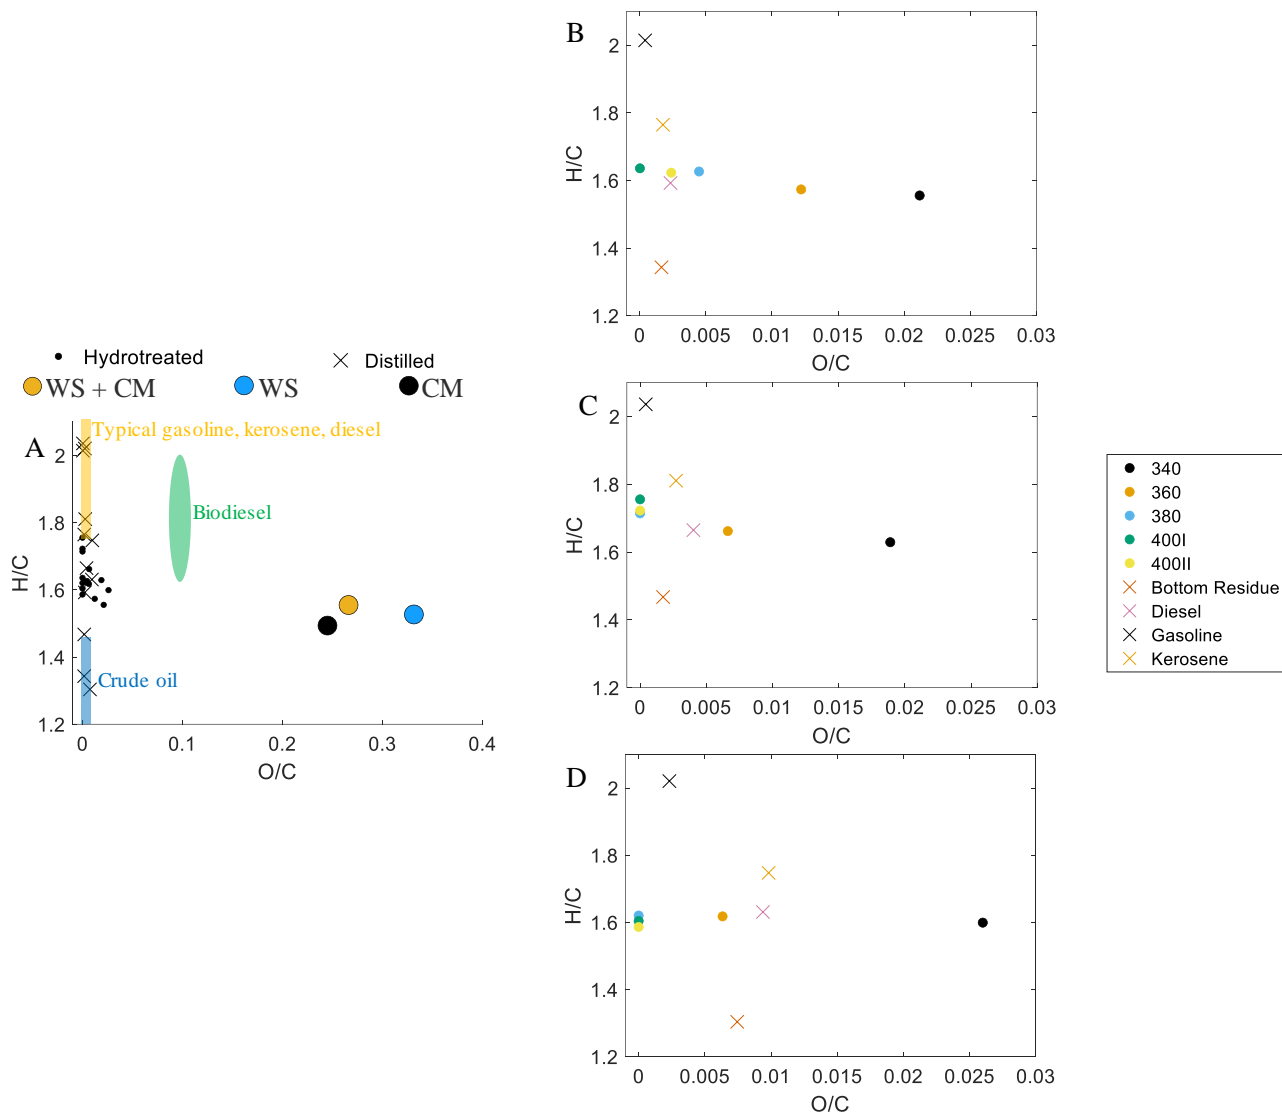 B
2
1.8
1.6
1.4
1.2
H/C
0 0.005 0.01 0.015 0.02 0.025 0.03
O/C
Hydrotreated Distilled
WS + CM WS CM
A
Typical gasoline, kerosene, diesel
Biodiesel
Crude oil
2
1.8
1.6
1.4
1.2
H/C
0 0.1 0.2 0.3 0.4
O/C
C
2
1.8
1.6
1.4
1.2
H/C
0 0.005 0.01 0.015 0.02 0.025 0.03
O/C
340
360
380
400I
400II
Bottom Residue
Diesel
Gasoline
Kerosene
D
2
1.8
1.6
1.4
1.2
H/C
0 0.005 0.01 0.015 0.02 0.025 0.03
O/C